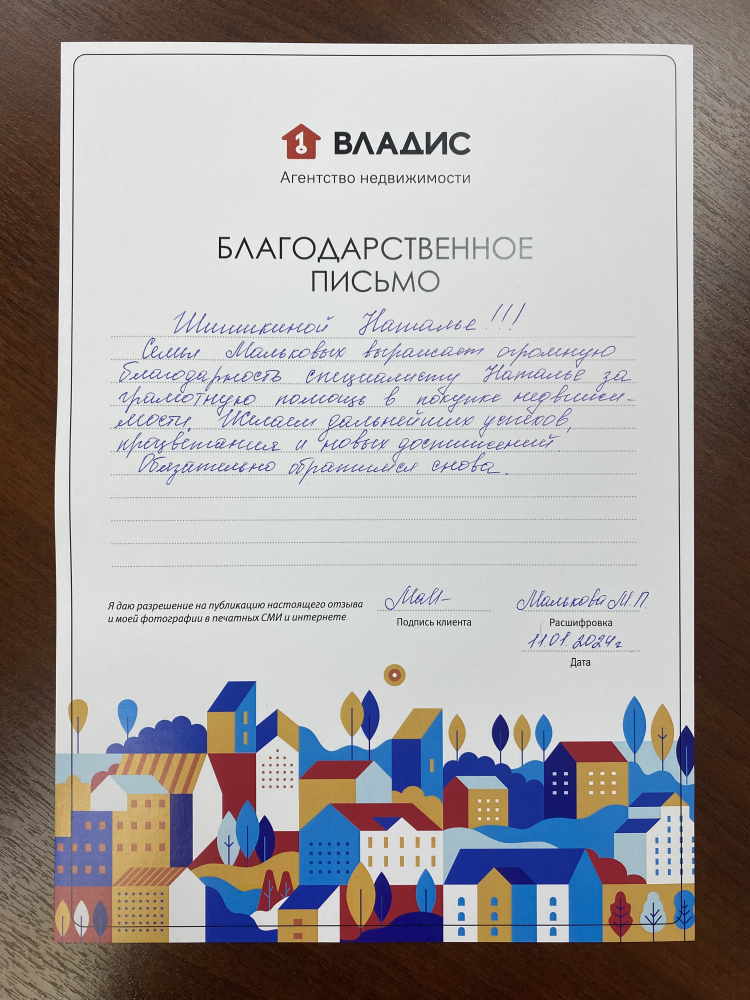 ВЛАДИС
Агентство недвижимости
БЛАГОДАРСТВЕННОЕ
ПИСЬМО
Шишкиной Наталье!!!
Семья Мальковых выражает огромную
благодарность специалисту Наталье за
грамотную помощь в покупке недвижи-
мости. Желаем дальнейших успехов,
процветания и новых достижений
Обязательно обратимся снова.
Я даю разрешение на публикацию настоящего отзыва
и моей фотографии в печатных СМИ и интернете
Подпись клиента
Малькова М.П.
Расшифровка
11.01.2024г
Дата